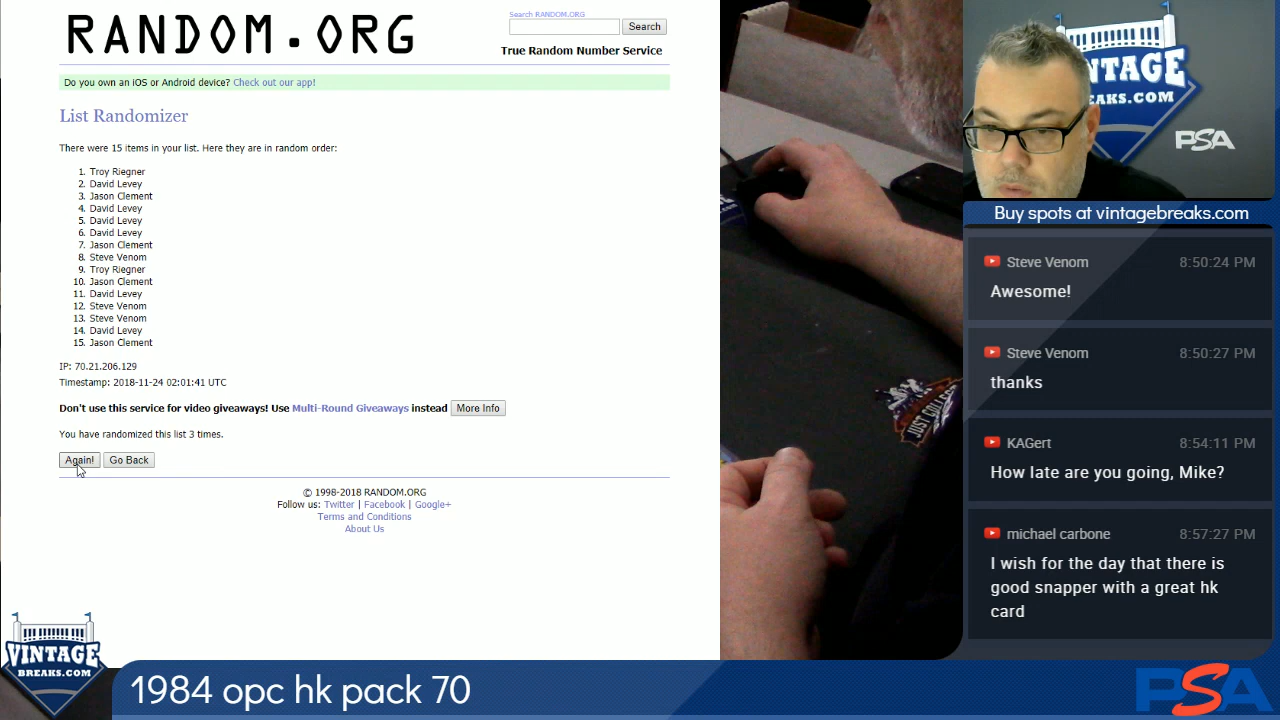 RANDOM.ORG
Search RANDOM.ORG
Search
True Random Number Service
Do you own an iOS or Android device? Check out our app!
List Randomizer
There were 15 items in your list. Here they are in random order:
1. Troy Riegner
2. David Levey
3. Jason Clement
4. David Levey
5. David Levey
6. David Levey
7. Jason Clement
8. Steve Venom
9. Troy Riegner
10. Jason Clement
11. David Levey
12. Steve Venom
13. Steve Venom
14. David Levey
15. Jason Clement
IP: 70.21.206.129
Timestamp: 2018-11-24 02:01:41 UTC
Don't use this service for video giveaways! Use Multi-Round Giveaways instead More Info
You have randomized this list 3 times.
Again! Go Back
© 1998-2018 RANDOM.ORG
Follow us: Twitter | Facebook | Google+
Terms and Conditions
About Us
JUST COLLECT
VINTAGE
PSA
Buy spots at vintagebreaks.com
Steve Venom 8:50:24 PM
Awesome!
Steve Venom 8:50:27 PM
thanks
KAGert 8:54:11 PM
How late are you going, Mike?
michael carbone 8:57:27 PM
I wish for the day that there is
good snapper with a great hk
card
VINTAGE
BREAKS.COM
1984 opc hk pack 70
PSA